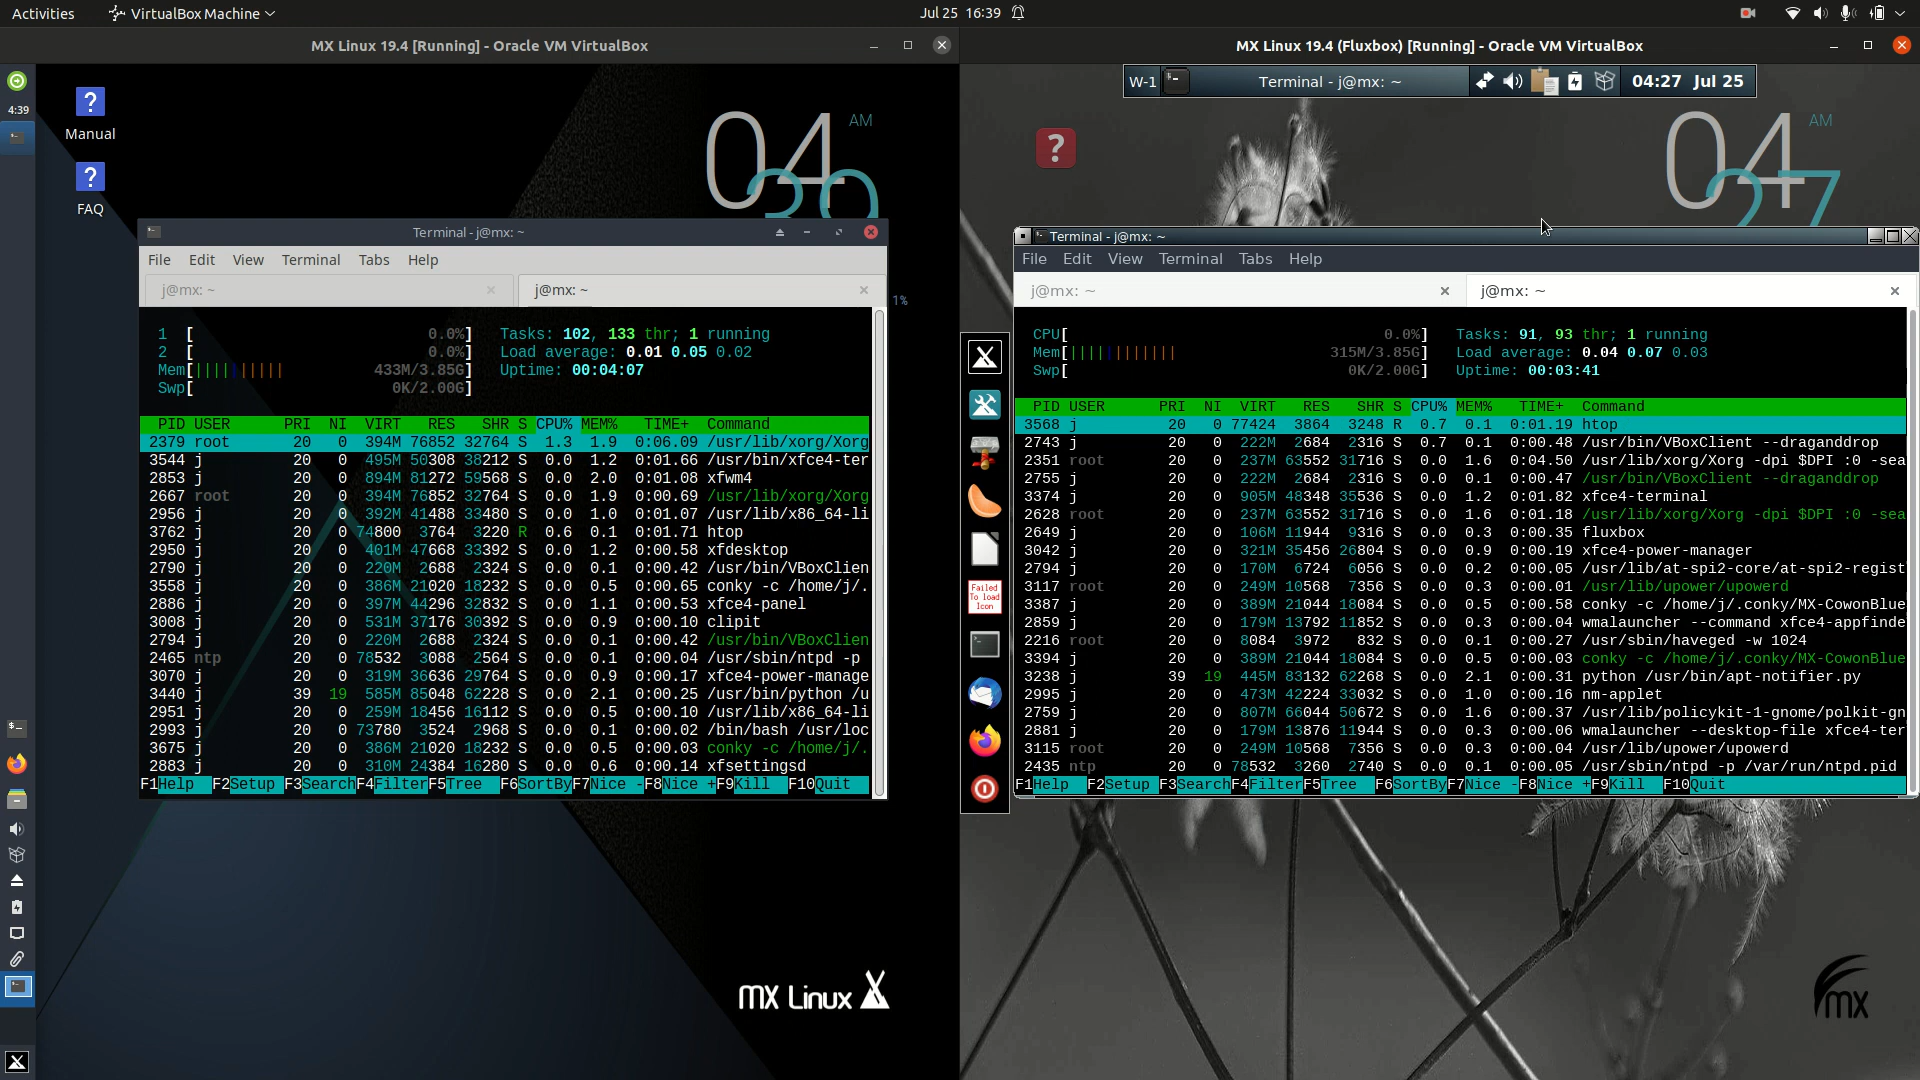 Activities VirtualBox Machine Jul 25 16:39
MX Linux 19.4 [Running] - Oracle VM VirtualBox
4:39
Manual
FAQ
04 AM
39
1%
Terminal - j@mx: ~
File Edit View Terminal Tabs Help
j@mx: ~ j@mx: ~
1 [ 0.0%] Tasks: 102, 133 thr; 1 running
2 [ 0.0%] Load average: 0.01 0.05 0.02
Mem[||||||||||| 433M/3.85G] Uptime: 00:04:07
Swp[ 0K/2.00G]
PID USER PRI NI VIRT RES SHR S CPU% MEM% TIME+ Command
2379 root 20 0 394M 76852 32764 S 1.3 1.9 0:06.09 /usr/lib/xorg/Xorg
3544 j 20 0 495M 50308 38212 S 0.0 1.2 0:01.66 /usr/bin/xfce4-ter
2853 j 20 0 894M 81272 59568 S 0.0 2.0 0:01.08 xfwm4
2667 root 20 0 394M 76852 32764 S 0.0 1.9 0:00.69 /usr/lib/xorg/Xorg
2956 j 20 0 392M 41488 33480 S 0.0 1.0 0:01.07 /usr/lib/x86_64-li
3762 j 20 0 74800 3764 3220 R 0.6 0.1 0:01.71 htop
2950 j 20 0 401M 47668 33392 S 0.0 1.2 0:00.58 xfdesktop
2790 j 20 0 220M 2688 2324 S 0.0 0.1 0:00.42 /usr/bin/VBoxClien
3558 j 20 0 386M 21020 18232 S 0.0 0.5 0:00.65 conky -c /home/j/.
2886 j 20 0 397M 44296 32832 S 0.0 1.1 0:00.53 xfce4-panel
3008 j 20 0 531M 37176 30392 S 0.0 0.9 0:00.10 clipit
2794 j 20 0 220M 2688 2324 S 0.0 0.1 0:00.42 /usr/bin/VBoxClien
2465 ntp 20 0 78532 3088 2564 S 0.0 0.1 0:00.04 /usr/sbin/ntpd -p
3070 j 20 0 319M 36636 29764 S 0.0 0.9 0:00.17 xfce4-power-manage
3440 j 39 19 585M 85048 62228 S 0.0 2.1 0:00.25 /usr/bin/python /u
2951 j 20 0 259M 18456 16112 S 0.0 0.5 0:00.10 /usr/lib/x86_64-li
2993 j 20 0 73780 3524 2968 S 0.0 0.1 0:00.02 /bin/bash /usr/loc
3675 j 20 0 386M 21020 18232 S 0.0 0.5 0:00.03 conky -c /home/j/.
2883 j 20 0 310M 24384 16280 S 0.0 0.6 0:00.14 xfsettingsd
F1Help F2Setup F3SearchF4FilterF5Tree F6SortByF7Nice -F8Nice +F9Kill F10Quit
MX Linux
MX Linux 19.4 (Fluxbox) [Running] - Oracle VM VirtualBox
W-1 Terminal - j@mx: ~ 04:27 Jul 25
04 AM
27
Failed
To load
Icon
Terminal - j@mx: ~
File Edit View Terminal Tabs Help
j@mx: ~ j@mx: ~
CPU[ 0.0%] Tasks: 91, 93 thr; 1 running
Mem[|||||||||||| 315M/3.85G] Load average: 0.04 0.07 0.03
Swp[ 0K/2.00G] Uptime: 00:03:41
PID USER PRI NI VIRT RES SHR S CPU% MEM% TIME+ Command
3568 j 20 0 77424 3864 3248 R 0.7 0.1 0:01.19 htop
2743 j 20 0 222M 2684 2316 S 0.7 0.1 0:00.48 /usr/bin/VBoxClient --draganddrop
2351 root 20 0 237M 63552 31716 S 0.0 1.6 0:04.50 /usr/lib/xorg/Xorg -dpi $DPI :0 -sea
2755 j 20 0 222M 2684 2316 S 0.0 0.1 0:00.47 /usr/bin/VBoxClient --draganddrop
3374 j 20 0 905M 48348 35536 S 0.0 1.2 0:01.82 xfce4-terminal
2628 root 20 0 237M 63552 31716 S 0.0 1.6 0:01.18 /usr/lib/xorg/Xorg -dpi $DPI :0 -sea
2649 j 20 0 106M 11944 9316 S 0.0 0.3 0:00.35 fluxbox
3042 j 20 0 321M 35456 26804 S 0.0 0.9 0:00.19 xfce4-power-manager
2794 j 20 0 170M 6724 6056 S 0.0 0.2 0:00.05 /usr/lib/at-spi2-core/at-spi2-regist
3117 root 20 0 249M 10568 7356 S 0.0 0.3 0:00.01 /usr/lib/upower/upowerd
3387 j 20 0 389M 21044 18084 S 0.0 0.5 0:00.58 conky -c /home/j/.conky/MX-CowonBlue
2859 j 20 0 179M 13792 11852 S 0.0 0.3 0:00.04 wmalauncher --command xfce4-appfinde
2216 root 20 0 8084 3972 832 S 0.0 0.1 0:00.27 /usr/sbin/haveged -w 1024
3394 j 20 0 389M 21044 18084 S 0.0 0.5 0:00.03 conky -c /home/j/.conky/MX-CowonBlue
3238 j 39 19 445M 83132 62268 S 0.0 2.1 0:00.31 python /usr/bin/apt-notifier.py
2995 j 20 0 473M 42224 33032 S 0.0 1.0 0:00.16 nm-applet
2759 j 20 0 807M 66044 50672 S 0.0 1.6 0:00.37 /usr/lib/policykit-1-gnome/polkit-gn
2881 j 20 0 179M 13876 11944 S 0.0 0.3 0:00.06 wmalauncher --desktop-file xfce4-ter
3115 root 20 0 249M 10568 7356 S 0.0 0.3 0:00.04 /usr/lib/upower/upowerd
2435 ntp 20 0 78532 3260 2740 S 0.0 0.1 0:00.05 /usr/sbin/ntpd -p /var/run/ntpd.pid
F1Help F2Setup F3SearchF4FilterF5Tree F6SortByF7Nice -F8Nice +F9Kill F10Quit
mx